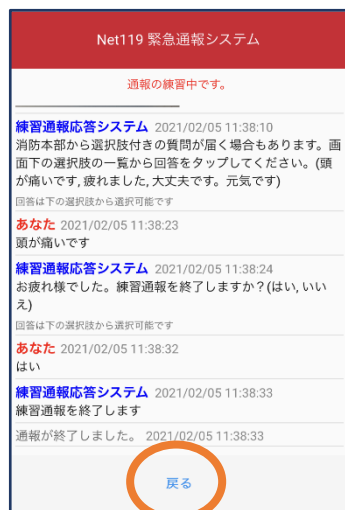 Net119 緊急通報システム
通報の練習中です。
練習通報応答システム 2021/02/05 11:38:10
消防本部から選択肢付きの質問が届く場合もあります。画
面下の選択肢の一覧から回答をタップしてください。(頭
が痛いです, 疲れました, 大丈夫です。元気です)
回答は下の選択肢から選択可能です
あなた 2021/02/05 11:38:23
頭が痛いです
練習通報応答システム 2021/02/05 11:38:24
お疲れ様でした。練習通報を終了しますか？(はい, いい
え)
回答は下の選択肢から選択可能です
あなた 2021/02/05 11:38:32
はい
練習通報応答システム 2021/02/05 11:38:33
練習通報を終了します
通報が終了しました。 2021/02/05 11:38:33
戻る